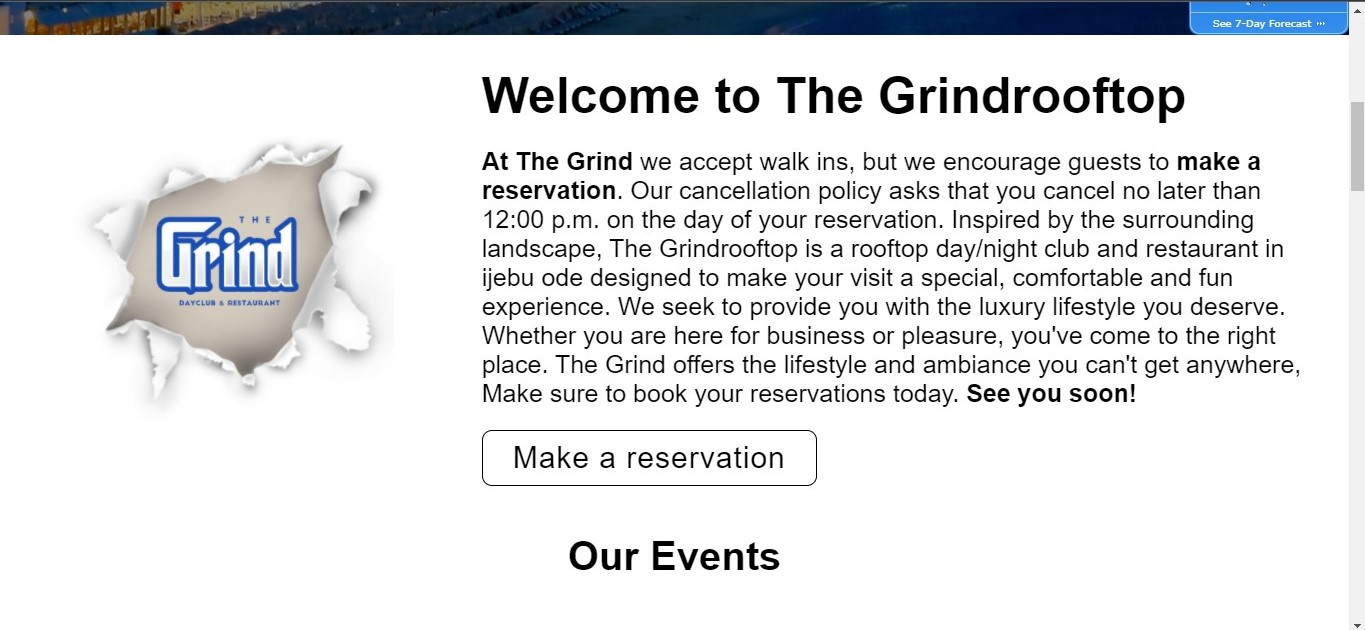 See 7-Day Forecast ···
Welcome to The Grindrooftop
At The Grind we accept walk ins, but we encourage guests to make a
reservation. Our cancellation policy asks that you cancel no later than
12:00 p.m. on the day of your reservation. Inspired by the surrounding
landscape, The Grindrooftop is a rooftop day/night club and restaurant in
ijebu ode designed to make your visit a special, comfortable and fun
experience. We seek to provide you with the luxury lifestyle you deserve.
Whether you are here for business or pleasure, you've come to the right
place. The Grind offers the lifestyle and ambiance you can't get anywhere,
Make sure to book your reservations today. See you soon!
THE
Grind
DAYCLUB & RESTAURANT
Make a reservation
Our Events